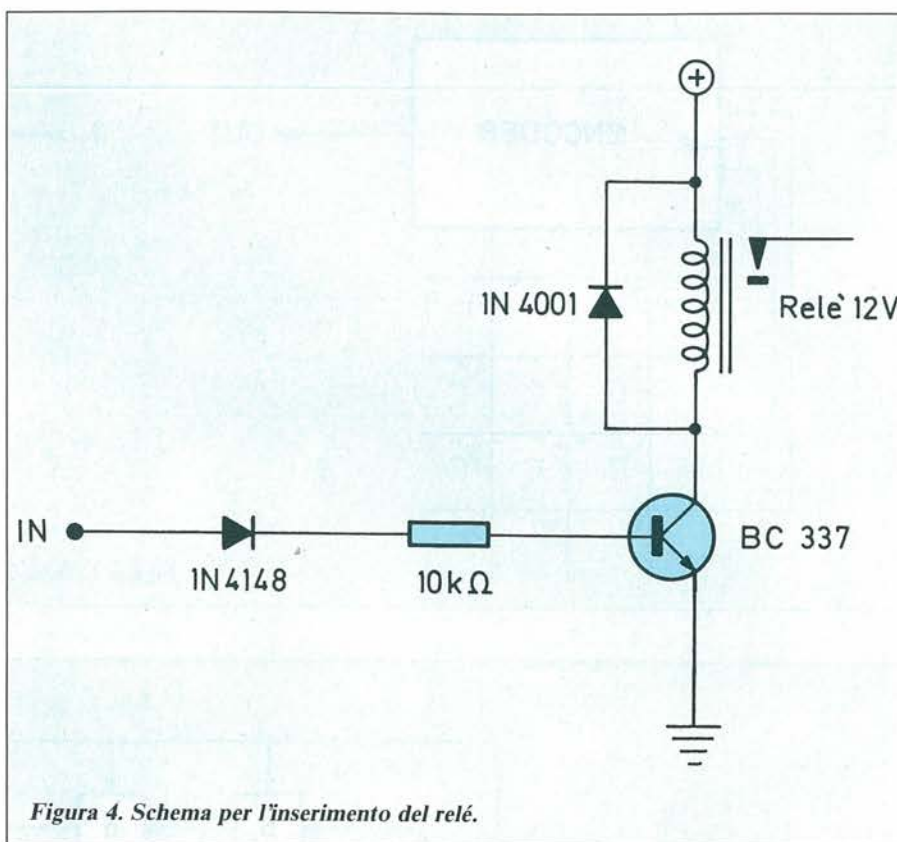 +
1N 4001
Relè 12V
IN
1N4148
10kΩ
BC 337
Figura 4. Schema per l'inserimento del relé.